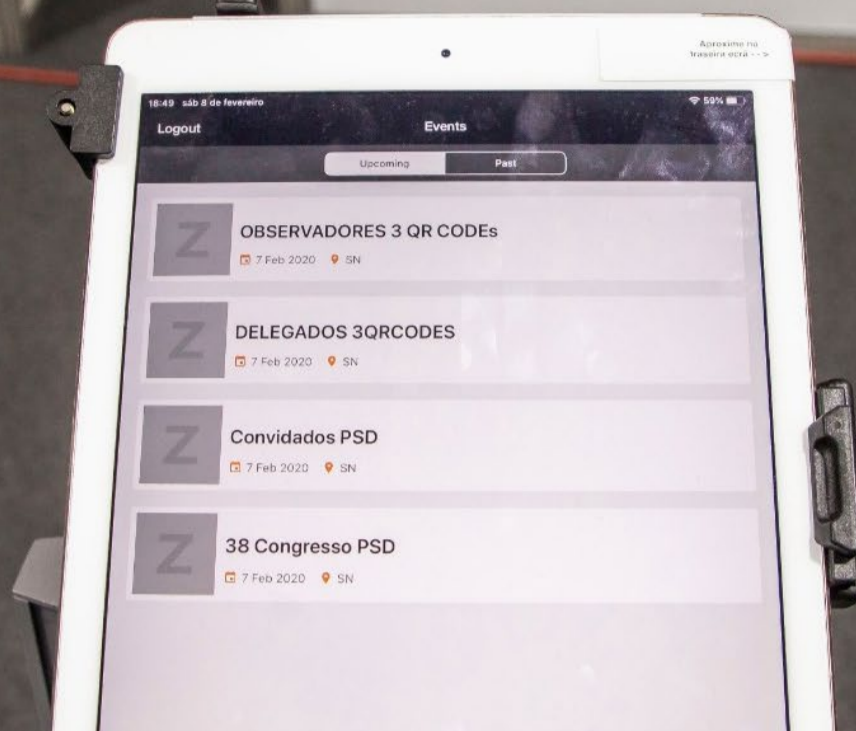 Aproxime na
traseira ecrã -->
18:49 sáb 8 de fevereiro
59%
Logout
Events
Upcoming
Past
Z
OBSERVADORES 3 QR CODEs
7 Feb 2020 SN
Z
DELEGADOS 3QRCODES
7 Feb 2020 SN
Z
Convidados PSD
7 Feb 2020 SN
Z
38 Congresso PSD
7 Feb 2020 SN